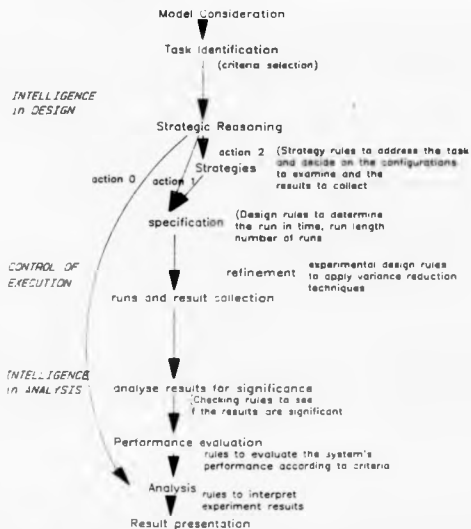 Model Consideration
Task Identification
(criteria selection)
INTELLIGENCE
in DESIGN
Strategic Reasoning
action 2
(Strategy rules to address the task
and decide on the configurations
to examine and the
results to collect
Strategies
action 0
action 1
specification
(Design rules to determine
the run in time, run length
number of runs
CONTROL OF
EXECUTION
refinement
experimental design rules
to apply variance reduction
techniques
runs and result collection
INTELLIGENCE
in ANALYSIS
analyse results for significance
(Checking rules to see
if the results are significant
Performance evaluation
rules to evaluate the system's
performance according to criteria
Analysis
rules to interpret
experiment results
Result presentation